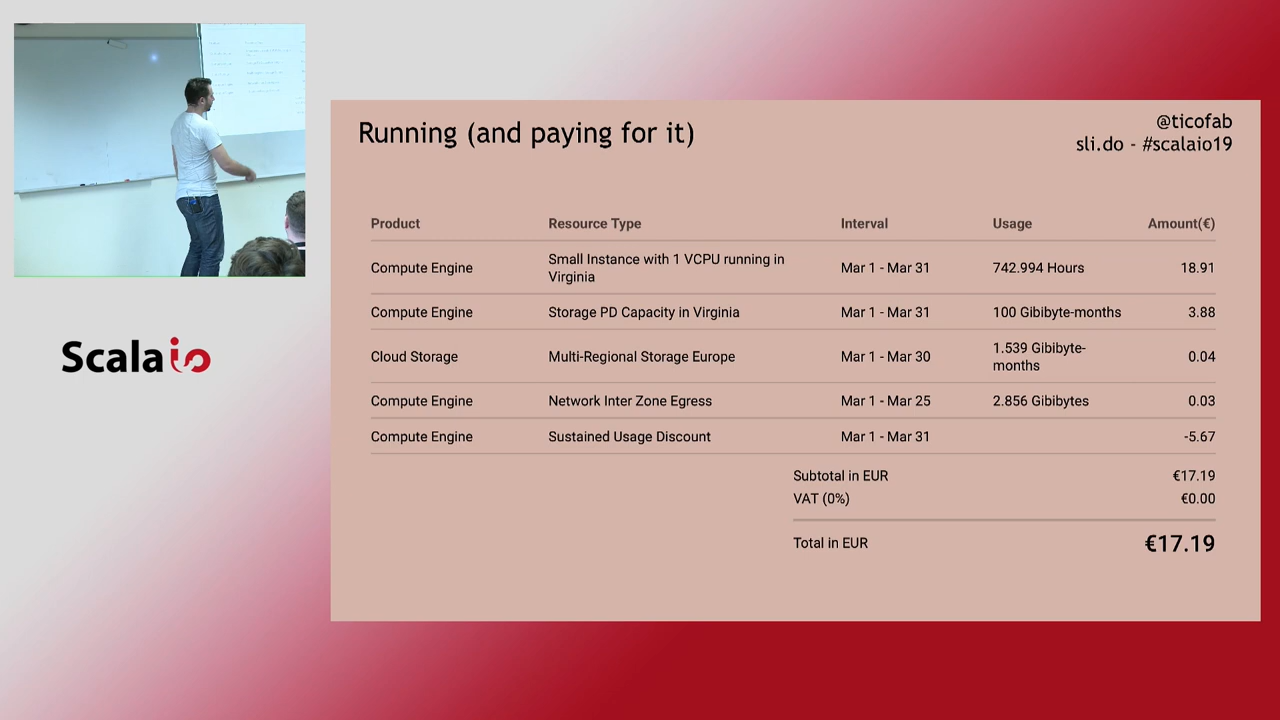 Running (and paying for it)
@ticofab
sli.do - #scalaio19
Product Resource Type Interval Usage Amount(€)
Compute Engine Small Instance with 1 VCPU running in Virginia Mar 1 - Mar 31 742.994 Hours 18.91
Compute Engine Storage PD Capacity in Virginia Mar 1 - Mar 31 100 Gibibyte-months 3.88
Cloud Storage Multi-Regional Storage Europe Mar 1 - Mar 30 1.539 Gibibyte-months 0.04
Compute Engine Network Inter Zone Egress Mar 1 - Mar 25 2.856 Gibibytes 0.03
Compute Engine Sustained Usage Discount Mar 1 - Mar 31 -5.67
Subtotal in EUR €17.19
VAT (0%) €0.00
Total in EUR €17.19
Scala io